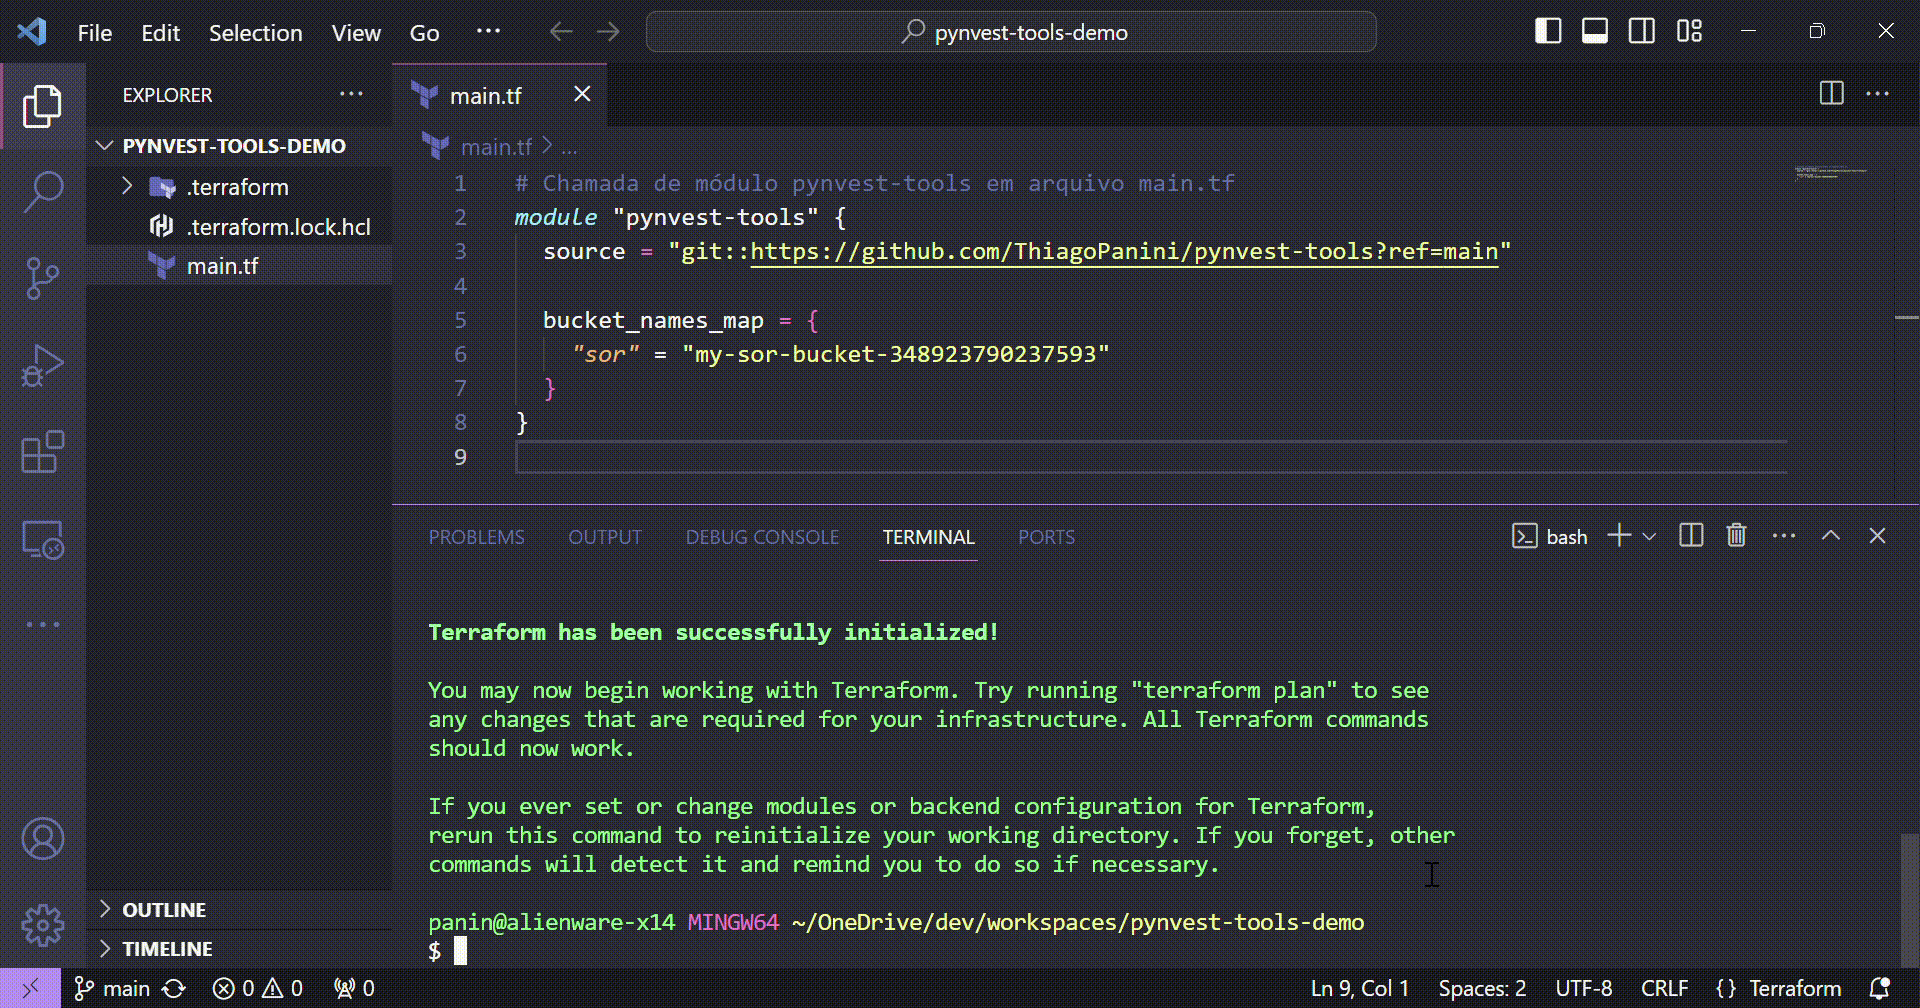 File Edit Selection View Go ···
pynvest-tools-demo
EXPLORER
main.tf
PYNVEST-TOOLS-DEMO
.terraform
.terraform.lock.hcl
main.tf
OUTLINE
TIMELINE
main.tf > ...
1 # Chamada de módulo pynvest-tools em arquivo main.tf
2 module "pynvest-tools" {
3 source = "git::https://github.com/ThiagoPanini/pynvest-tools?ref=main"
4
5 bucket_names_map = {
6 "sor" = "my-sor-bucket-348923790237593"
7 }
8 }
9
PROBLEMS OUTPUT DEBUG CONSOLE TERMINAL PORTS
bash
Terraform has been successfully initialized!
You may now begin working with Terraform. Try running "terraform plan" to see
any changes that are required for your infrastructure. All Terraform commands
should now work.
If you ever set or change modules or backend configuration for Terraform,
rerun this command to reinitialize your working directory. If you forget, other
commands will detect it and remind you to do so if necessary.
panin@alienware-x14 MINGW64 ~/OneDrive/dev/workspaces/pynvest-tools-demo
$
main 0 0 0 Ln 9, Col 1 Spaces: 2 UTF-8 CRLF {} Terraform